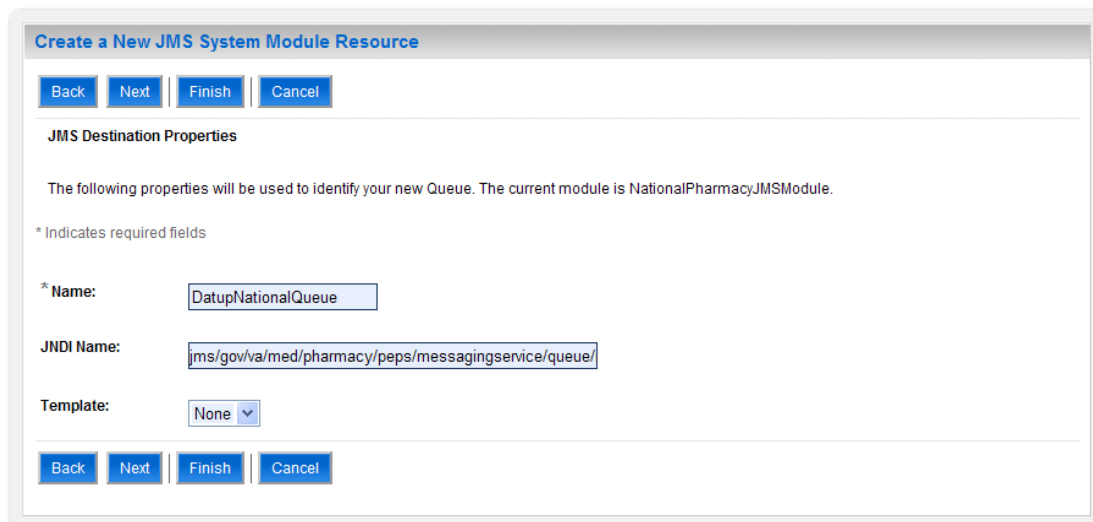 Create a New JMS System Module Resource
Back Next Finish Cancel
JMS Destination Properties
The following properties will be used to identify your new Queue. The current module is NationalPharmacyJMSModule.
* Indicates required fields
* Name: DatupNationalQueue
JNDI Name: jms/gov/va/med/pharmacy/peps/messagingservice/queue/
Template: None
Back Next Finish Cancel